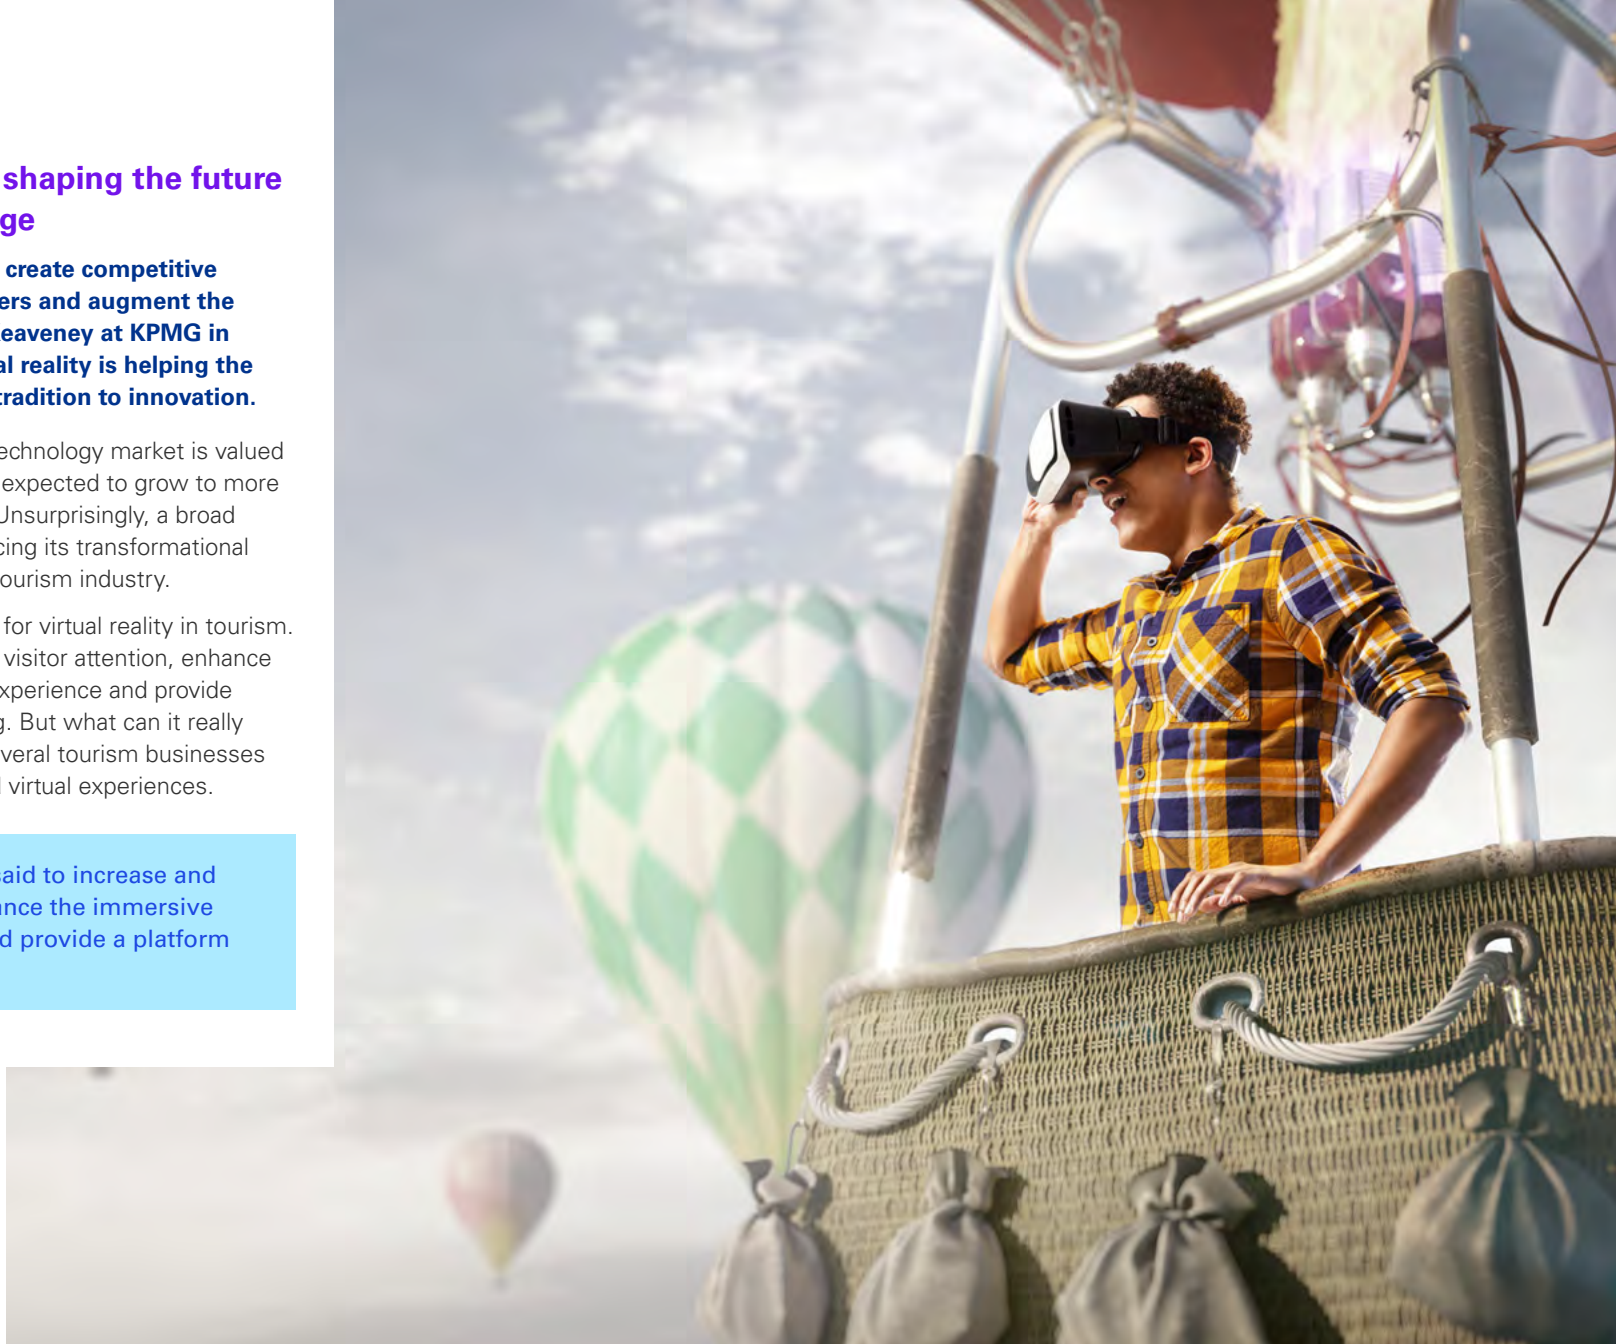 shaping the future
ge
create competitive
ers and augment the
eaveney at KPMG in
al reality is helping the
tradition to innovation.
echnology market is valued
expected to grow to more
Unsurprisingly, a broad
cing its transformational
ourism industry.
for virtual reality in tourism.
visitor attention, enhance
xperience and provide
g. But what can it really
veral tourism businesses
l virtual experiences.
said to increase and
ance the immersive
d provide a platform